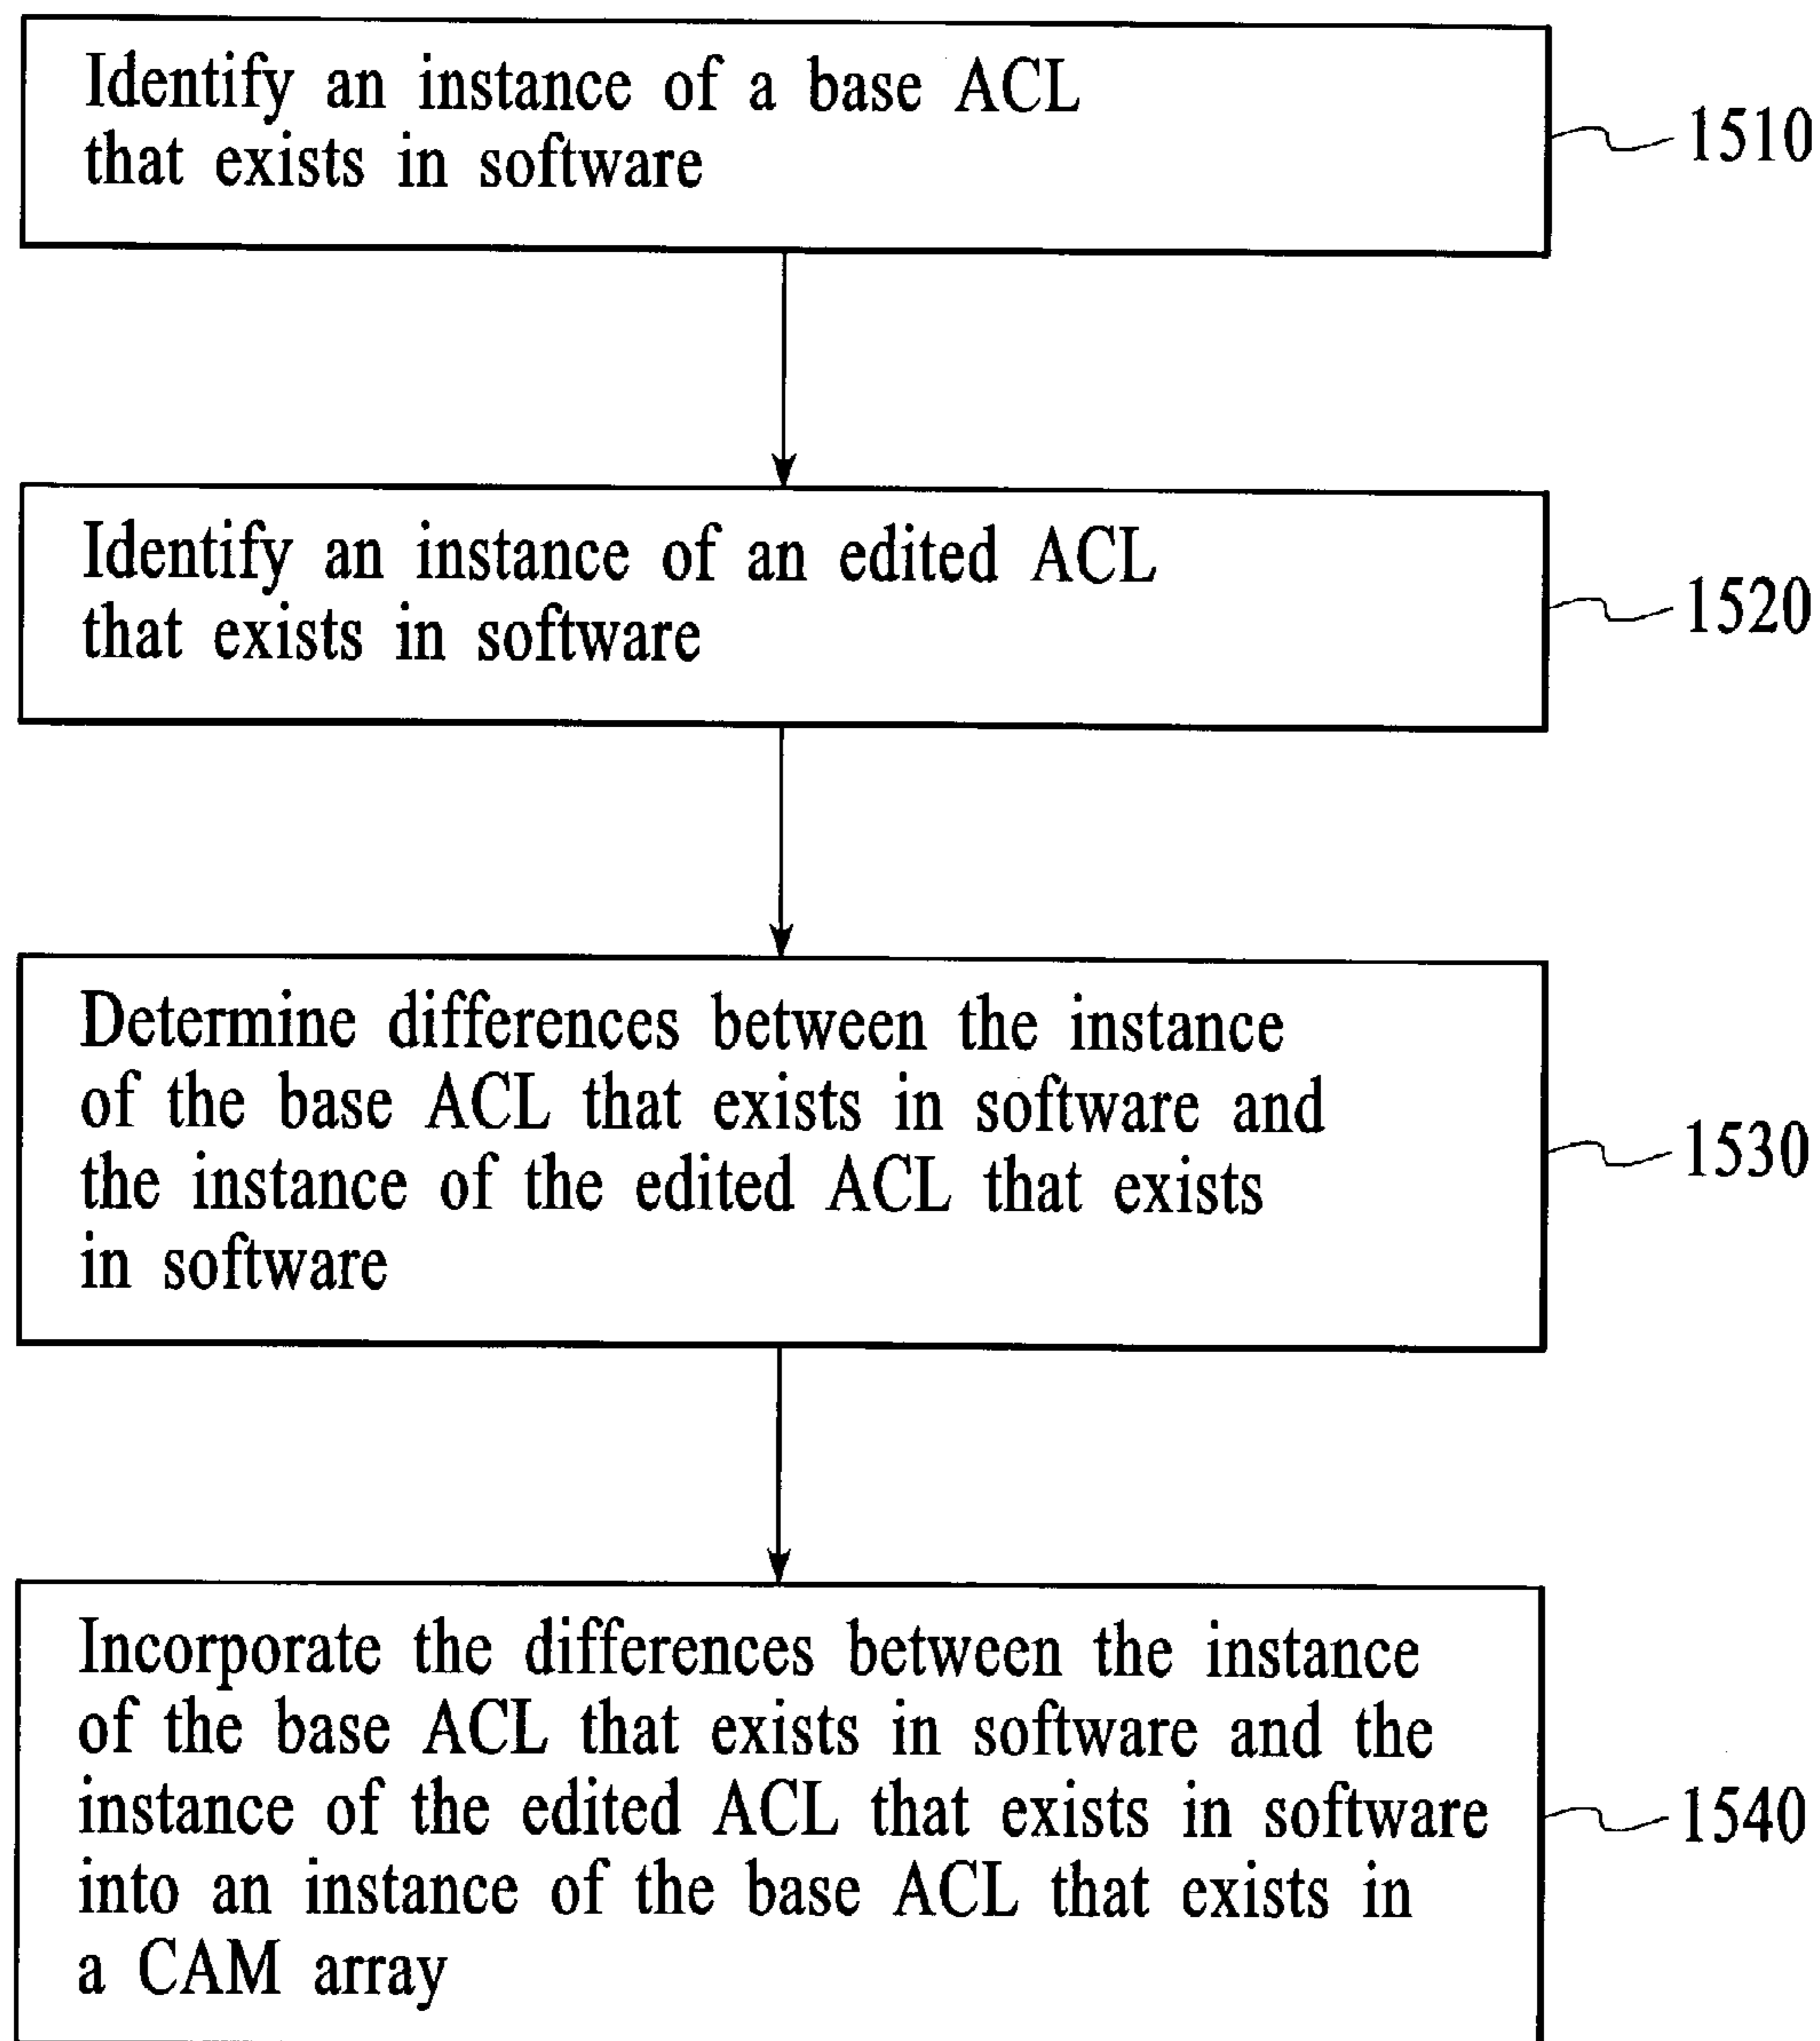 Identify an instance of a base ACL
that exists in software
1510
Identify an instance of an edited ACL
that exists in software
1520
Determine differences between the instance
of the base ACL that exists in software and
the instance of the edited ACL that exists
in software
1530
Incorporate the differences between the instance
of the base ACL that exists in software and the
instance of the edited ACL that exists in software
into an instance of the base ACL that exists in
a CAM array
1540